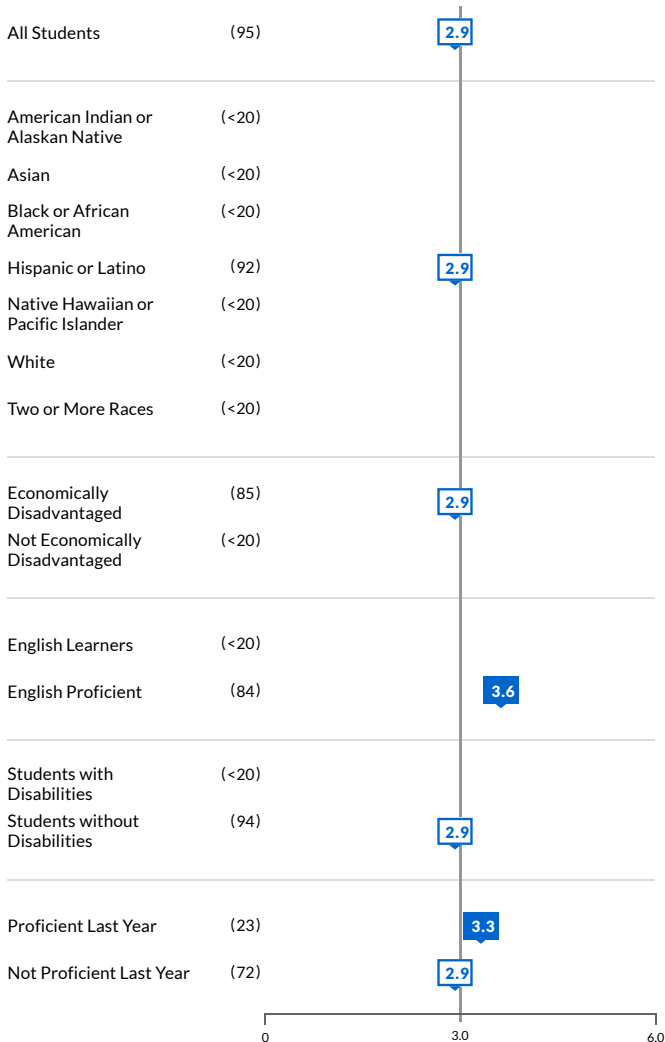 All Students (95) 2.9
American Indian or (<20)
Alaskan Native
Asian (<20)
Black or African (<20)
American
Hispanic or Latino (92) 2.9
Native Hawaiian or (<20)
Pacific Islander
White (<20)
Two or More Races (<20)
Economically (85) 2.9
Disadvantaged
Not Economically (<20)
Disadvantaged
English Learners (<20)
English Proficient (84) 3.6
Students with (<20)
Disabilities
Students without (94) 2.9
Disabilities
Proficient Last Year (23) 3.3
Not Proficient Last Year (72) 2.9
0 3.0 6.0